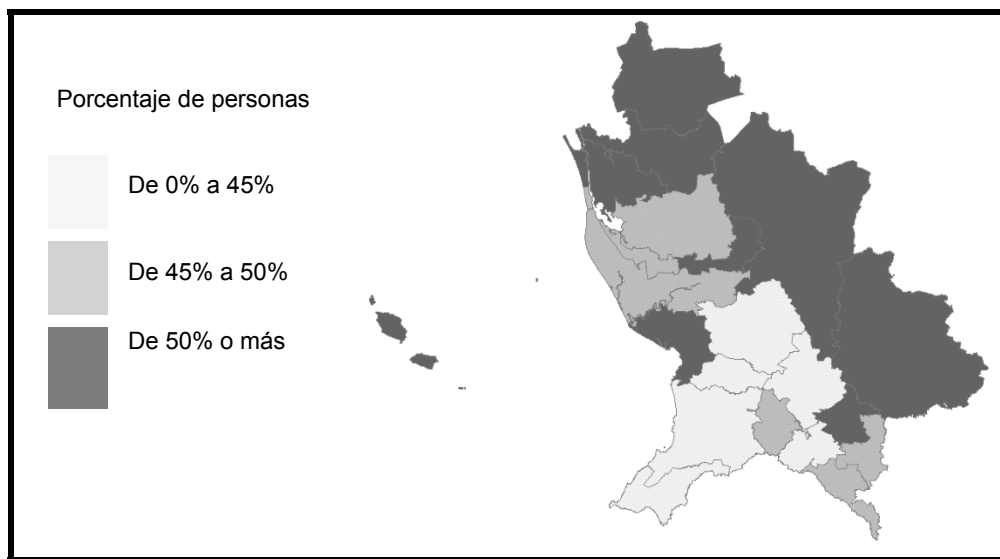 Porcentaje de personas
De 0% a 45%
De 45% a 50%
De 50% o más